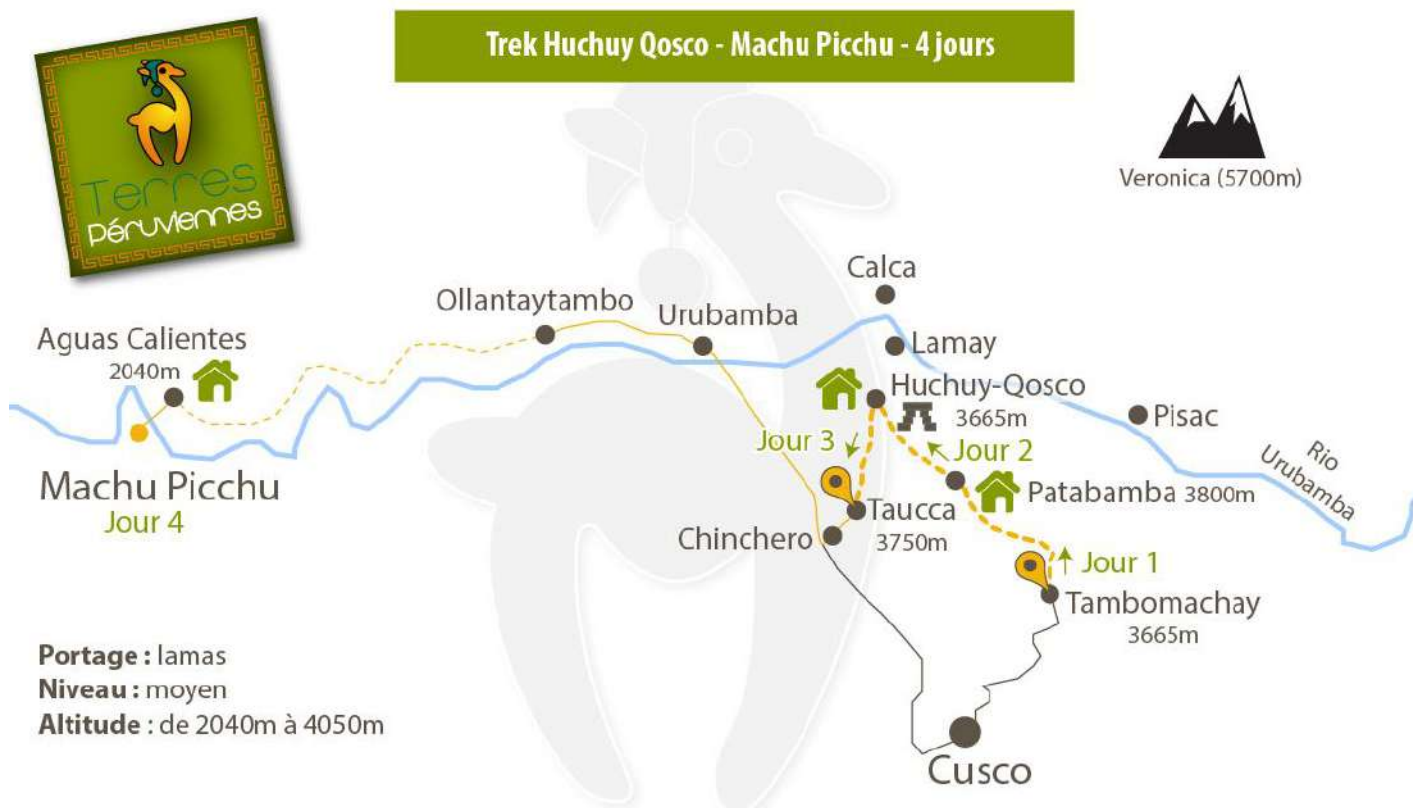 Trek Huchuy Qosco - Machu Picchu - 4 jours
Terres
Péruviennes
Veronica (5700m)
Calca
Ollantaytambo
Urubamba
Lamay
Aguas Calientes
2040m
Huchuy-Qosco
3665m
Pisac
Jour 3
Jour 2
Rio
Urubamba
Machu Picchu
Jour 4
Patabamba 3800m
Taucca
3750m
Chinchero
Jour 1
Tambomachay
3665m
Portage : lamas
Niveau : moyen
Altitude : de 2040m à 4050m
Cusco